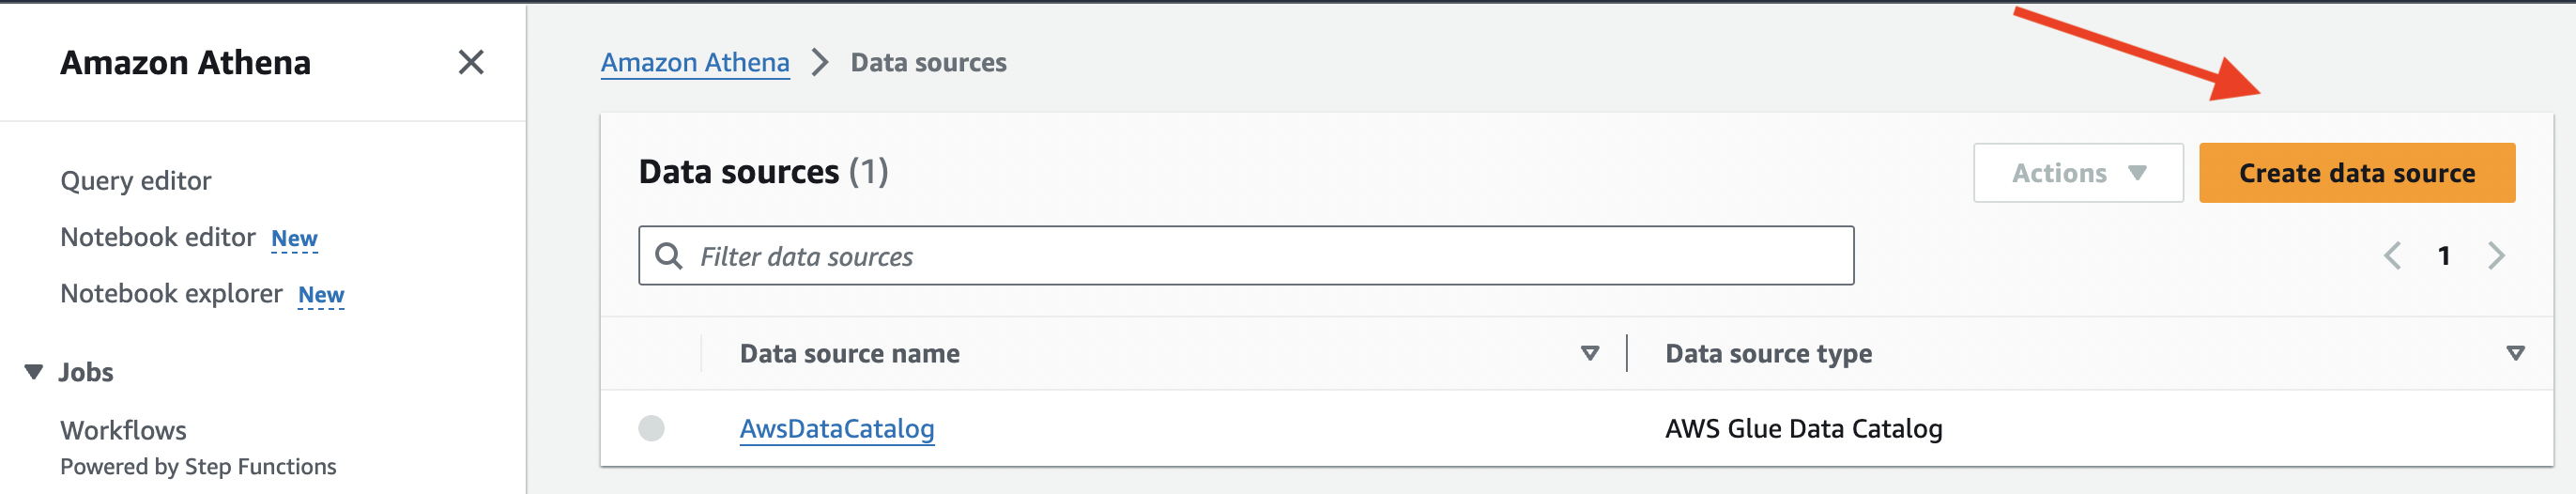 Amazon Athena
Query editor
Notebook editor New
Notebook explorer New
Jobs
Workflows
Powered by Step Functions
Amazon Athena > Data sources
Data sources (1)
Actions
Create data source
Filter data sources
1
Data source name
Data source type
AwsDataCatalog
AWS Glue Data Catalog